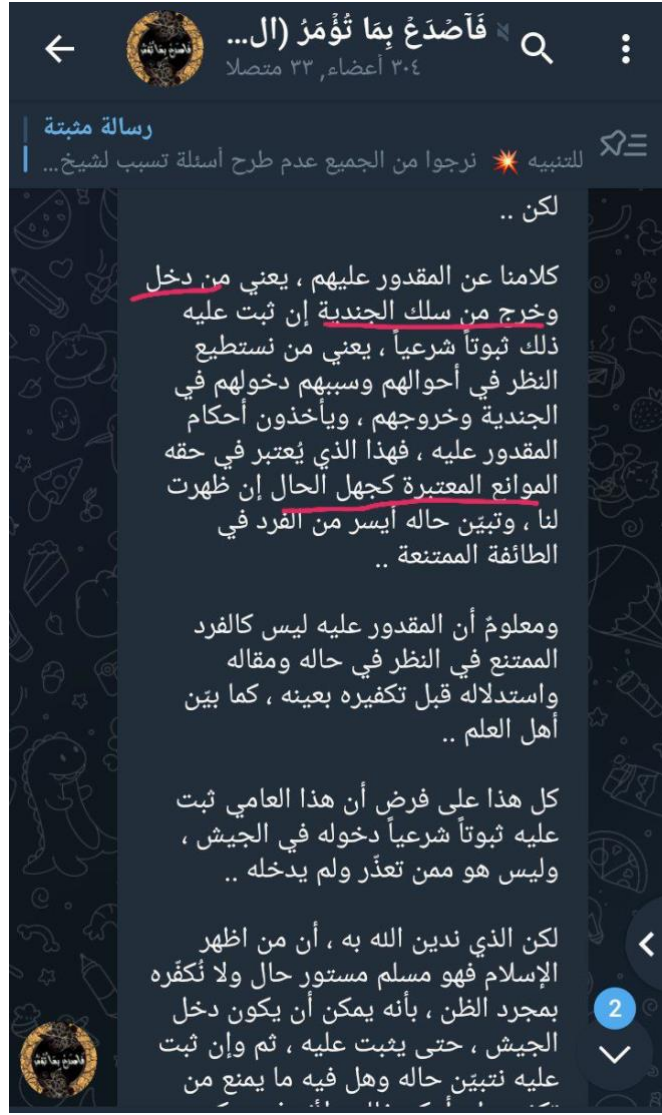 فَٱصۡدَعۡ بِمَا تُؤۡمَرُ (ال...
٣٠٤ أعضاء, ٣٣ متصلا
رسالة مثبتة
للتنبيه 💥 نرجوا من الجميع عدم طرح أسئلة تسبب لشيخ...
لكن ..
كلامنا عن المقدور عليهم ، يعني من دخل
وخرج من سلك الجندية إن ثبت عليه
ذلك ثبوتاً شرعياً ، يعني من نستطيع
النظر في أحوالهم وسببهم دخولهم في
الجندية وخروجهم ، ويأخذون أحكام
المقدور عليه ، فهذا الذي يُعتبر في حقه
الموانع المعتبرة كجهل الحال إن ظهرت
لنا ، وتبيّن حاله أيسر من الفرد في
الطائفة الممتنعة ..
ومعلومٌ أن المقدور عليه ليس كالفرد
الممتنع في النظر في حاله ومقاله
واستدلاله قبل تكفيره بعينه ، كما بيّن
أهل العلم ..
كل هذا على فرض أن هذا العامي ثبت
عليه ثبوتاً شرعياً دخوله في الجيش ،
وليس هو ممن تعذّر ولم يدخله ..
لكن الذي ندين الله به ، أن من اظهر
الإسلام فهو مسلم مستور حال ولا نُكفّره
بمجرد الظن ، بأنه يمكن أن يكون دخل
الجيش ، حتى يثبت عليه ، ثم وإن ثبت
عليه نتبيّن حاله وهل فيه ما يمنع من
2